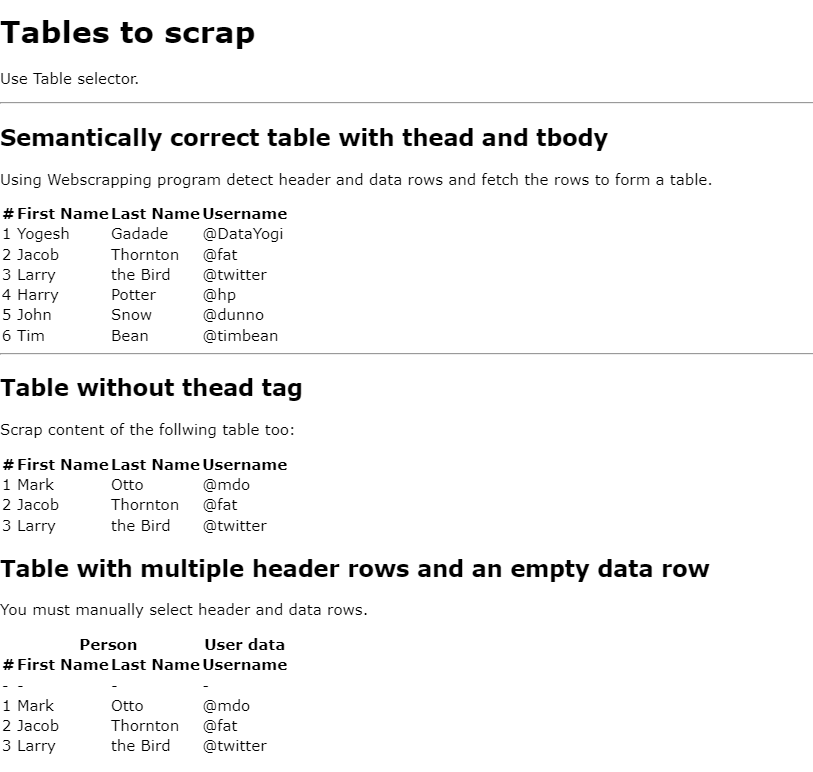 Tables to scrap
Use Table selector.
Semantically correct table with thead and tbody
Using Webscrapping program detect header and data rows and fetch the rows to form a table.
# First Name Last Name Username
1 Yogesh Gadade @DataYogi
2 Jacob Thornton @fat
3 Larry the Bird @twitter
4 Harry Potter @hp
5 John Snow @dunno
6 Tim Bean @timbean
Table without thead tag
Scrap content of the follwing table too:
# First Name Last Name Username
1 Mark Otto @mdo
2 Jacob Thornton @fat
3 Larry the Bird @twitter
Table with multiple header rows and an empty data row
You must manually select header and data rows.
Person User data
# First Name Last Name Username
- - - -
1 Mark Otto @mdo
2 Jacob Thornton @fat
3 Larry the Bird @twitter